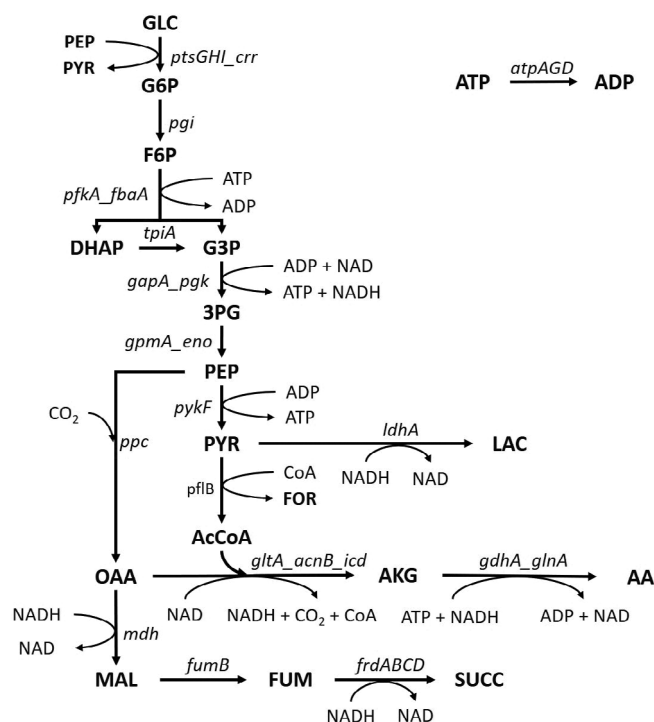 GLC
PEP
ptsGHI_crr
PYR
G6P
ATP
atpAGD
ADP
pgi
F6P
ATP
pfkA_fbaA
ADP
tpiA
DHAP
G3P
ADP + NAD
gapA_pgk
ATP + NADH
3PG
gpmA_eno
PEP
ADP
CO₂
pykF
ATP
ppc
ldhA
PYR
LAC
NADH
NAD
CoA
pflB
FOR
AcCoA
gltA_acnB_icd
gdhA_glnA
OAA
AKG
AA
NADH
NAD
NADH + CO₂ + CoA
ATP + NADH
ADP + NAD
mdh
NAD
fumB
frdABCD
MAL
FUM
SUCC
NADH
NAD